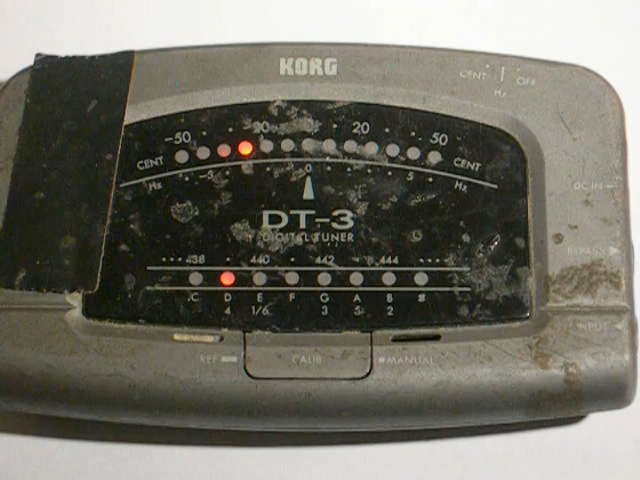 KORG
CENT OFF
Hz
-50 20 20 50
CENT 0 CENT
Hz 5 5 Hz
DC IN
DT-3
DIGITAL TUNER
BYPASS
438 440 442 444
C D E F G A B #
4 1/6 3 5 2
INPUT
REF CALIB MANUAL